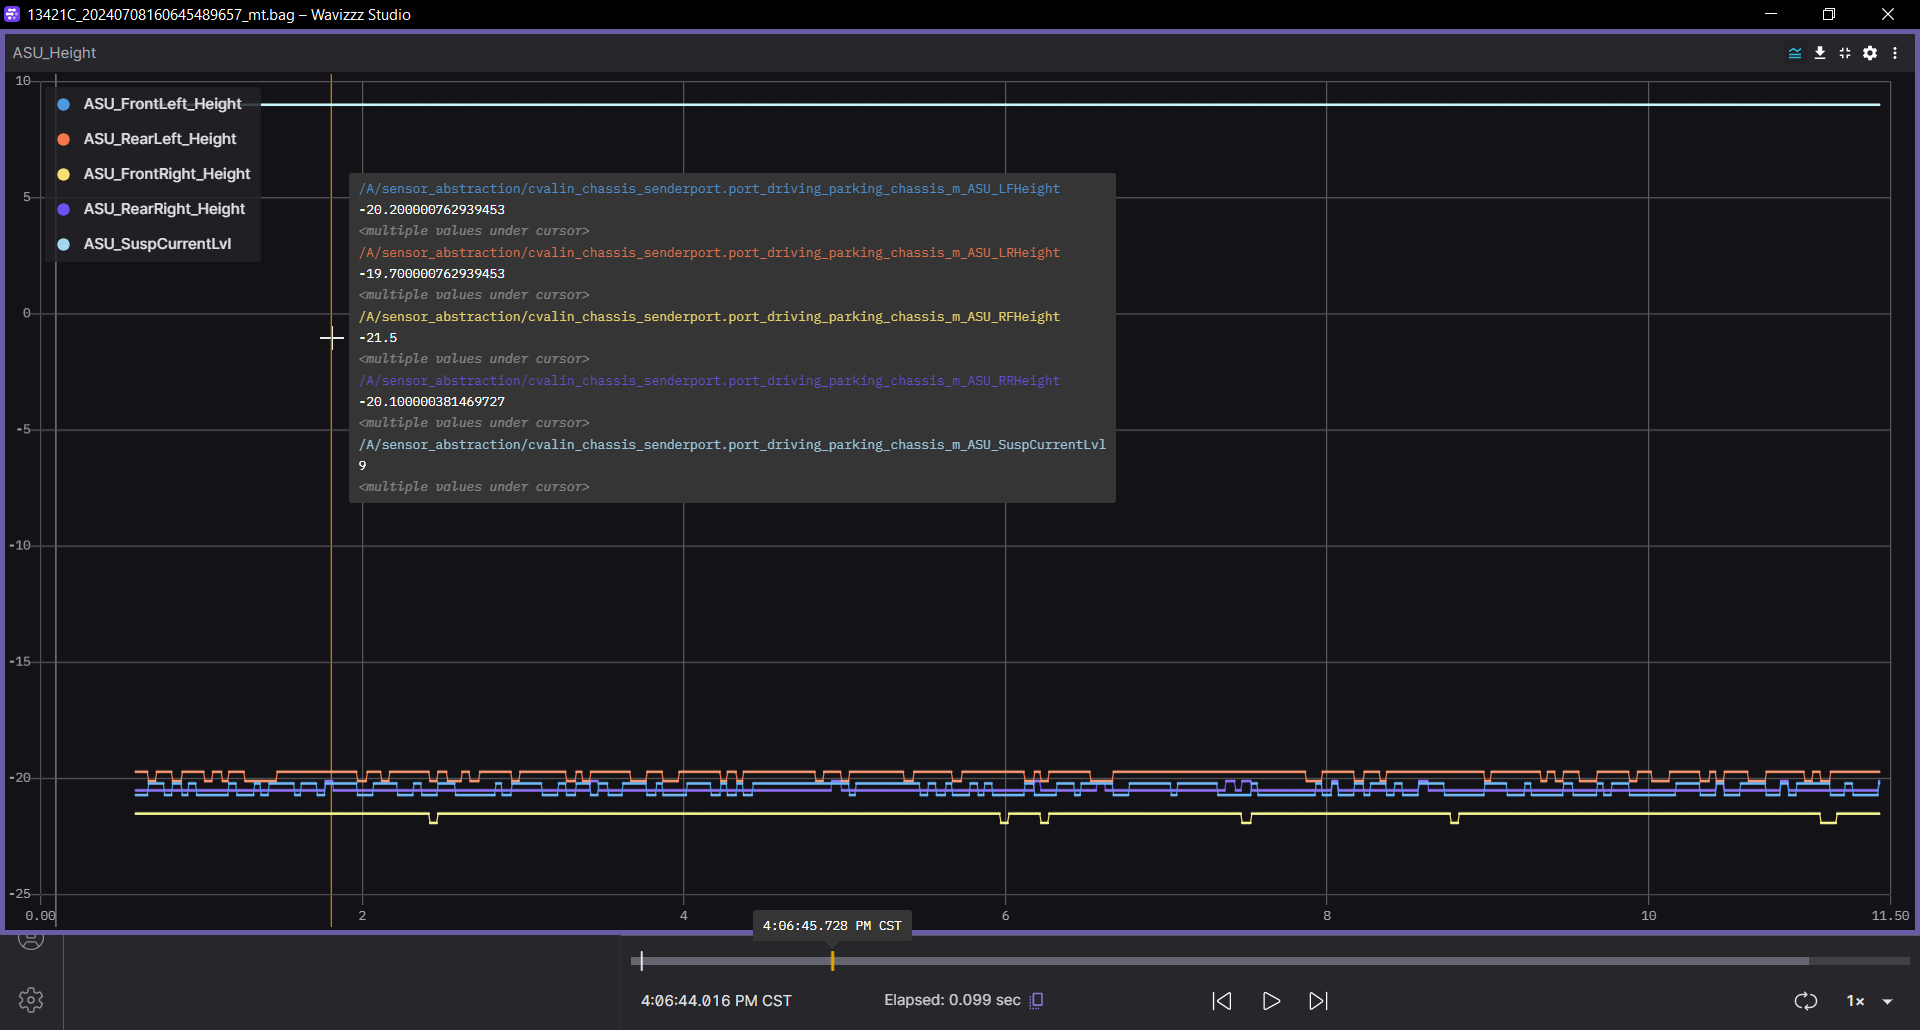 13421C_20240708160645489657_mt.bag – Wavizzz Studio
ASU_Height
10
ASU_FrontLeft_Height
ASU_RearLeft_Height
ASU_FrontRight_Height
/A/sensor_abstraction/cvalin_chassis_senderport.port_driving_parking_chassis_m_ASU_LFHeight
5
ASU_RearRight_Height
-20.200000762939453
<multiple values under cursor>
ASU_SuspCurrentLvl
/A/sensor_abstraction/cvalin_chassis_senderport.port_driving_parking_chassis_m_ASU_LRHeight
-19.700000762939453
<multiple values under cursor>
0
/A/sensor_abstraction/cvalin_chassis_senderport.port_driving_parking_chassis_m_ASU_RFHeight
-21.5
<multiple values under cursor>
/A/sensor_abstraction/cvalin_chassis_senderport.port_driving_parking_chassis_m_ASU_RRHeight
-20.100000381469727
<multiple values under cursor>
-5
/A/sensor_abstraction/cvalin_chassis_senderport.port_driving_parking_chassis_m_ASU_SuspCurrentLvl
9
<multiple values under cursor>
-10
-15
-20
-25
0.00 2 4 6 8 10 11.50
4:06:45.728 PM CST
4:06:44.016 PM CST Elapsed: 0.099 sec 1×